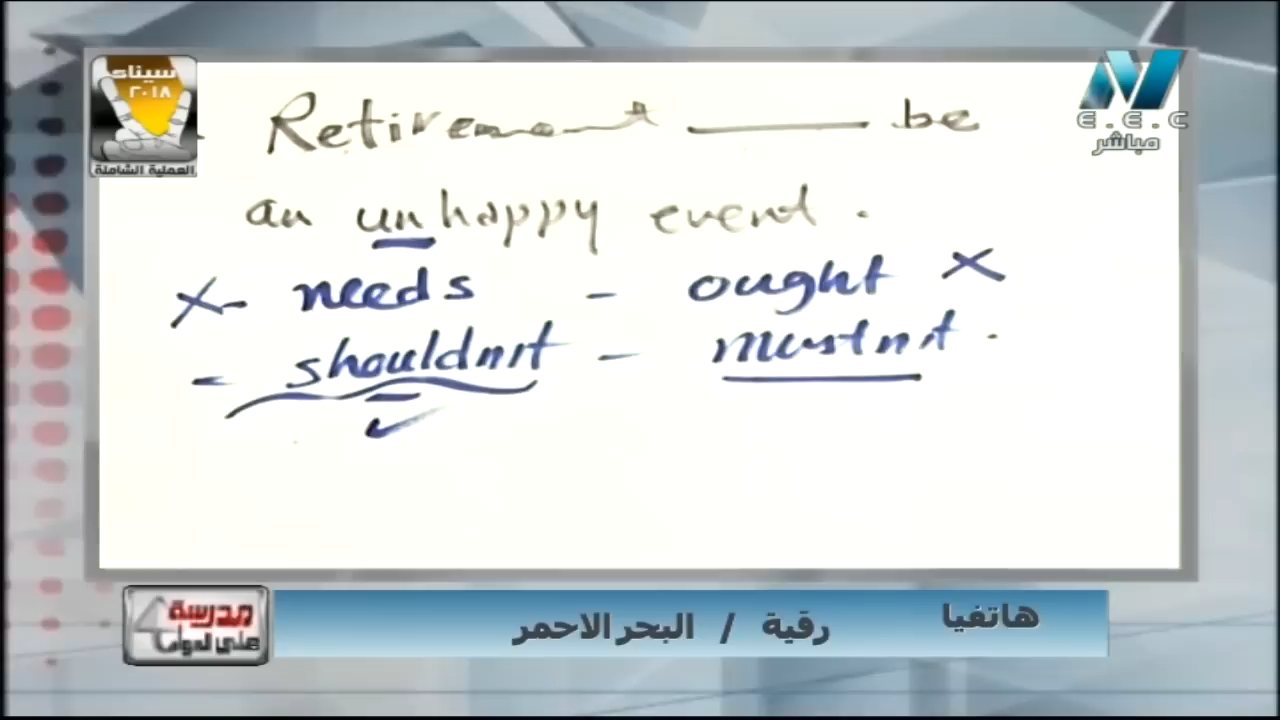 سيناء
٢٠١٨
العملية الشاملة
E.E.C
مباشر
Retirement ______ be
an unhappy event.
X- needs - ought X
- shouldn't - mustn't.
✓
مدرسة
على الهواء
هاتفيا
رقية / البحر الاحمر